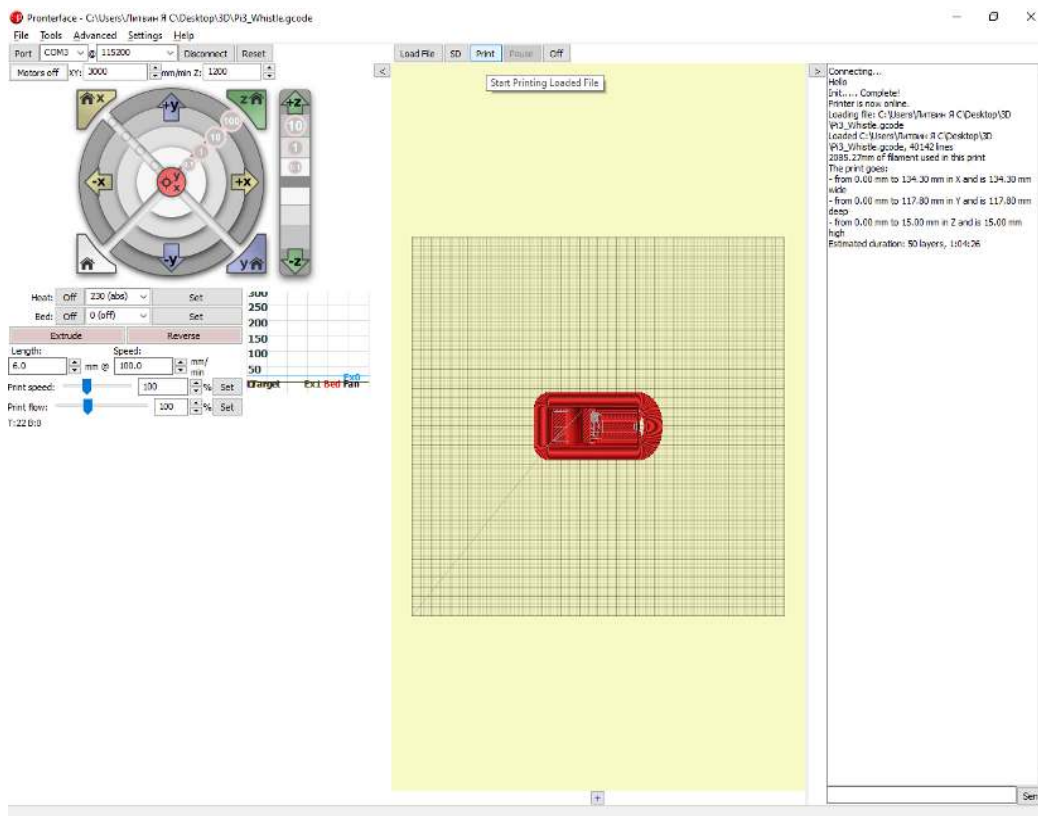 Pronterface - C:\Users\Литвин Я С\Desktop\3D\Pi3_Whistle.gcode
File Tools Advanced Settings Help
Port COM3 @ 115200 Disconnect Reset
Load File SD Print Pause Off
Motors off XY: 3000 mm/min Z: 1200
< >
Start Printing Loaded File
x +y z +z
100
10 10
1 1
-x y x +x
-y y -z
Heat: Off 230 (abs) Set
Bed: Off 0 (off) Set
Extrude Reverse
Length: Speed:
6.0 mm @ 100.0 mm/ min
Print speed: 100 % Set
Print flow: 100 % Set
T:22 B:0
300
250
200
150
100
50
Ex0
Target Ex1 Bed Fan
Connecting...
Hello
Init..... Complete!
Printer is now online.
Loading file: C:\Users\Литвин Я С\Desktop\3D
\Pi3_Whistle.gcode
Loaded C:\Users\Литвин Я С\Desktop\3D
\Pi3_Whistle.gcode, 40142 lines
2085.27mm of filament used in this print
The print goes:
- from 0.00 mm to 134.30 mm in X and is 134.30 mm
wide
- from 0.00 mm to 117.80 mm in Y and is 117.80 mm
deep
- from 0.00 mm to 15.00 mm in Z and is 15.00 mm
high
Estimated duration: 50 layers, 1:04:26
+
Sen